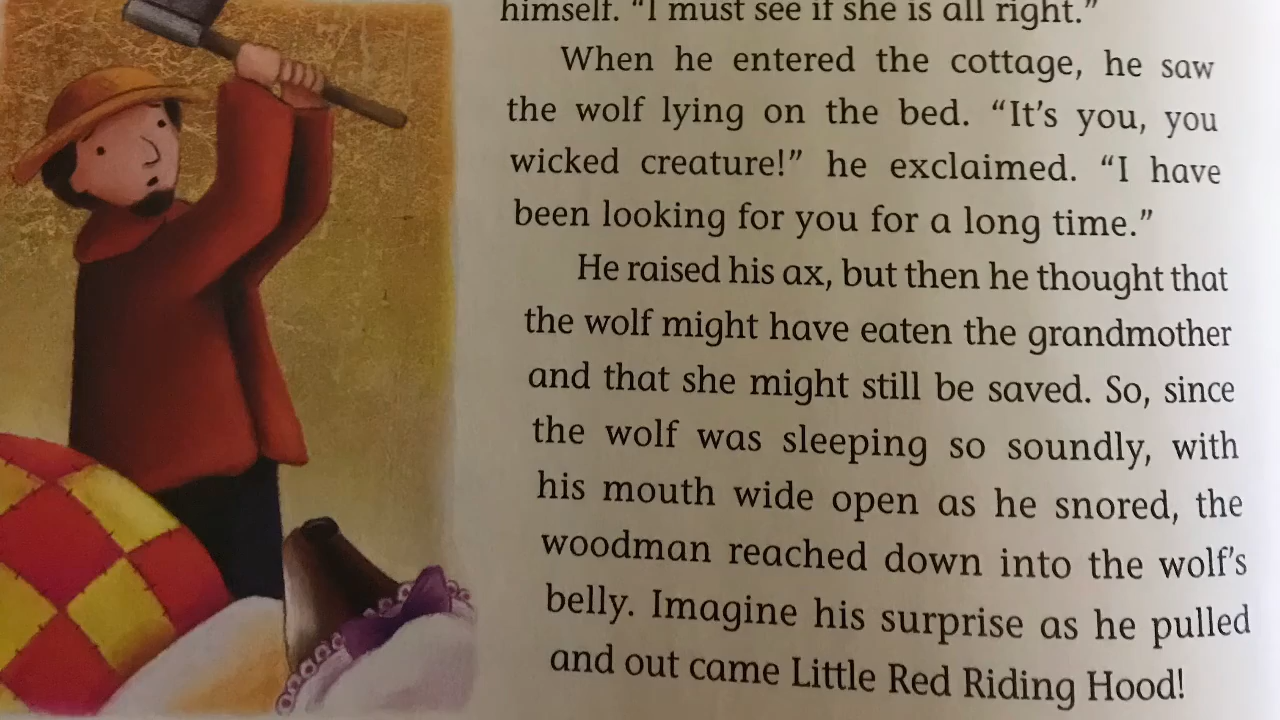 himself. “I must see if she is all right.”
When he entered the cottage, he saw
the wolf lying on the bed. “It’s you, you
wicked creature!” he exclaimed. “I have
been looking for you for a long time.”
He raised his ax, but then he thought that
the wolf might have eaten the grandmother
and that she might still be saved. So, since
the wolf was sleeping so soundly, with
his mouth wide open as he snored, the
woodman reached down into the wolf’s
belly. Imagine his surprise as he pulled
and out came Little Red Riding Hood!